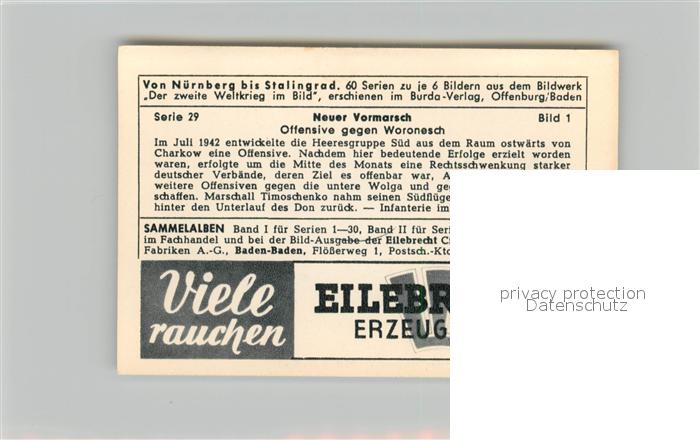 Von Nürnberg bis Stalingrad. 60 Serien zu je 6 Bildern aus dem Bildwerk
„Der zweite Weltkrieg im Bild", erschienen im Burda-Verlag, Offenburg/Baden
Serie 29 Neuer Vormarsch Bild 1
Offensive gegen Woronesch
Im Juli 1942 entwickelte die Heeresgruppe Süd aus dem Raum ostwärts von
Charkow eine Offensive. Nachdem hier bedeutende Erfolge erzielt worden
waren, erfolgte um die Mitte des Monats eine Rechtsschwenkung starker
deutscher Verbände, deren Ziel es offenbar war, A
weitere Offensiven gegen die untere Wolga und ge
schaffen. Marschall Timoschenko nahm seinen Südflüge
hinter den Unterlauf des Don zurück. — Infanterie im
SAMMELALBEN Band I für Serien 1—30, Band II für Seri
im Fachhandel und bei der Bild-Ausgabe der Eilebrecht C
Fabriken A.-G., Baden-Baden, Flößerweg 1, Postsch.-Kto
Viele EILEBR
rauchen ERZEUG
privacy protection
Datenschutz